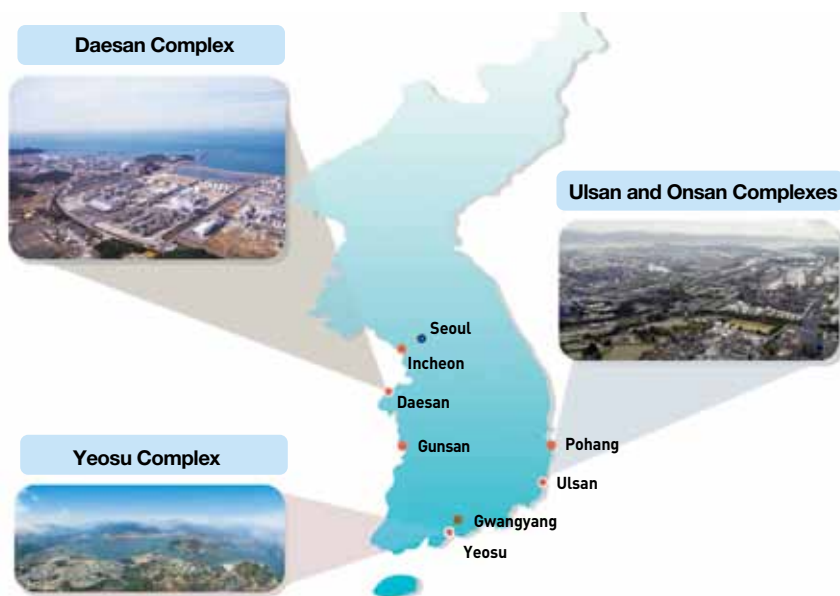 Daesan Complex
Ulsan and Onsan Complexes
Seoul
Incheon
Daesan
Gunsan
Pohang
Yeosu Complex
Ulsan
Gwangyang
Yeosu